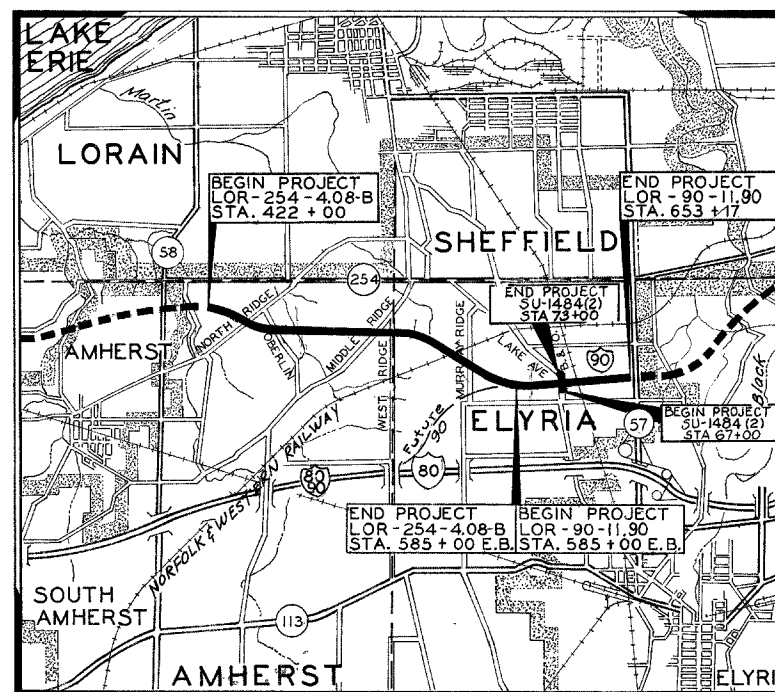 LAKE
ERIE
Martin
LORAIN
BEGIN PROJECT
LOR-254-4.08-B
STA. 422+00
END PROJECT
LOR-90-11.90
STA. 653+17
58
SHEFFIELD
254
END PROJECT
SU-1484(2)
STA 73+00
NORTH RIDGE
OBERLIN
MIDDLE RIDGE
WEST RIDGE
MURRAY RIDGE
LAKE AVE
B & O
90
AMHERST
Black
ELYRIA
BEGIN PROJECT
SU-1484(2)
STA 67+00
57
Future
90
80
80
90
NORFOLK & WESTERN RAILWAY
END PROJECT
LOR-254-4.08-B
STA. 585+00 E.B.
BEGIN PROJECT
LOR-90-11.90
STA. 585+00 E.B.
SOUTH
AMHERST
113
AMHERST
ELYRI